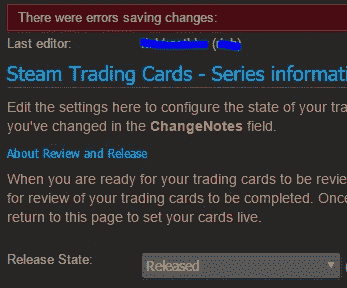 There were errors saving changes:
Last editor:
Steam Trading Cards - Series informati
Edit the settings here to configure the state of your tra
you've changed in the ChangeNotes field.
About Review and Release
When you are ready for your trading cards to be revie
for review of your trading cards to be completed. Onc
return to this page to set your cards live.
Release State: Released